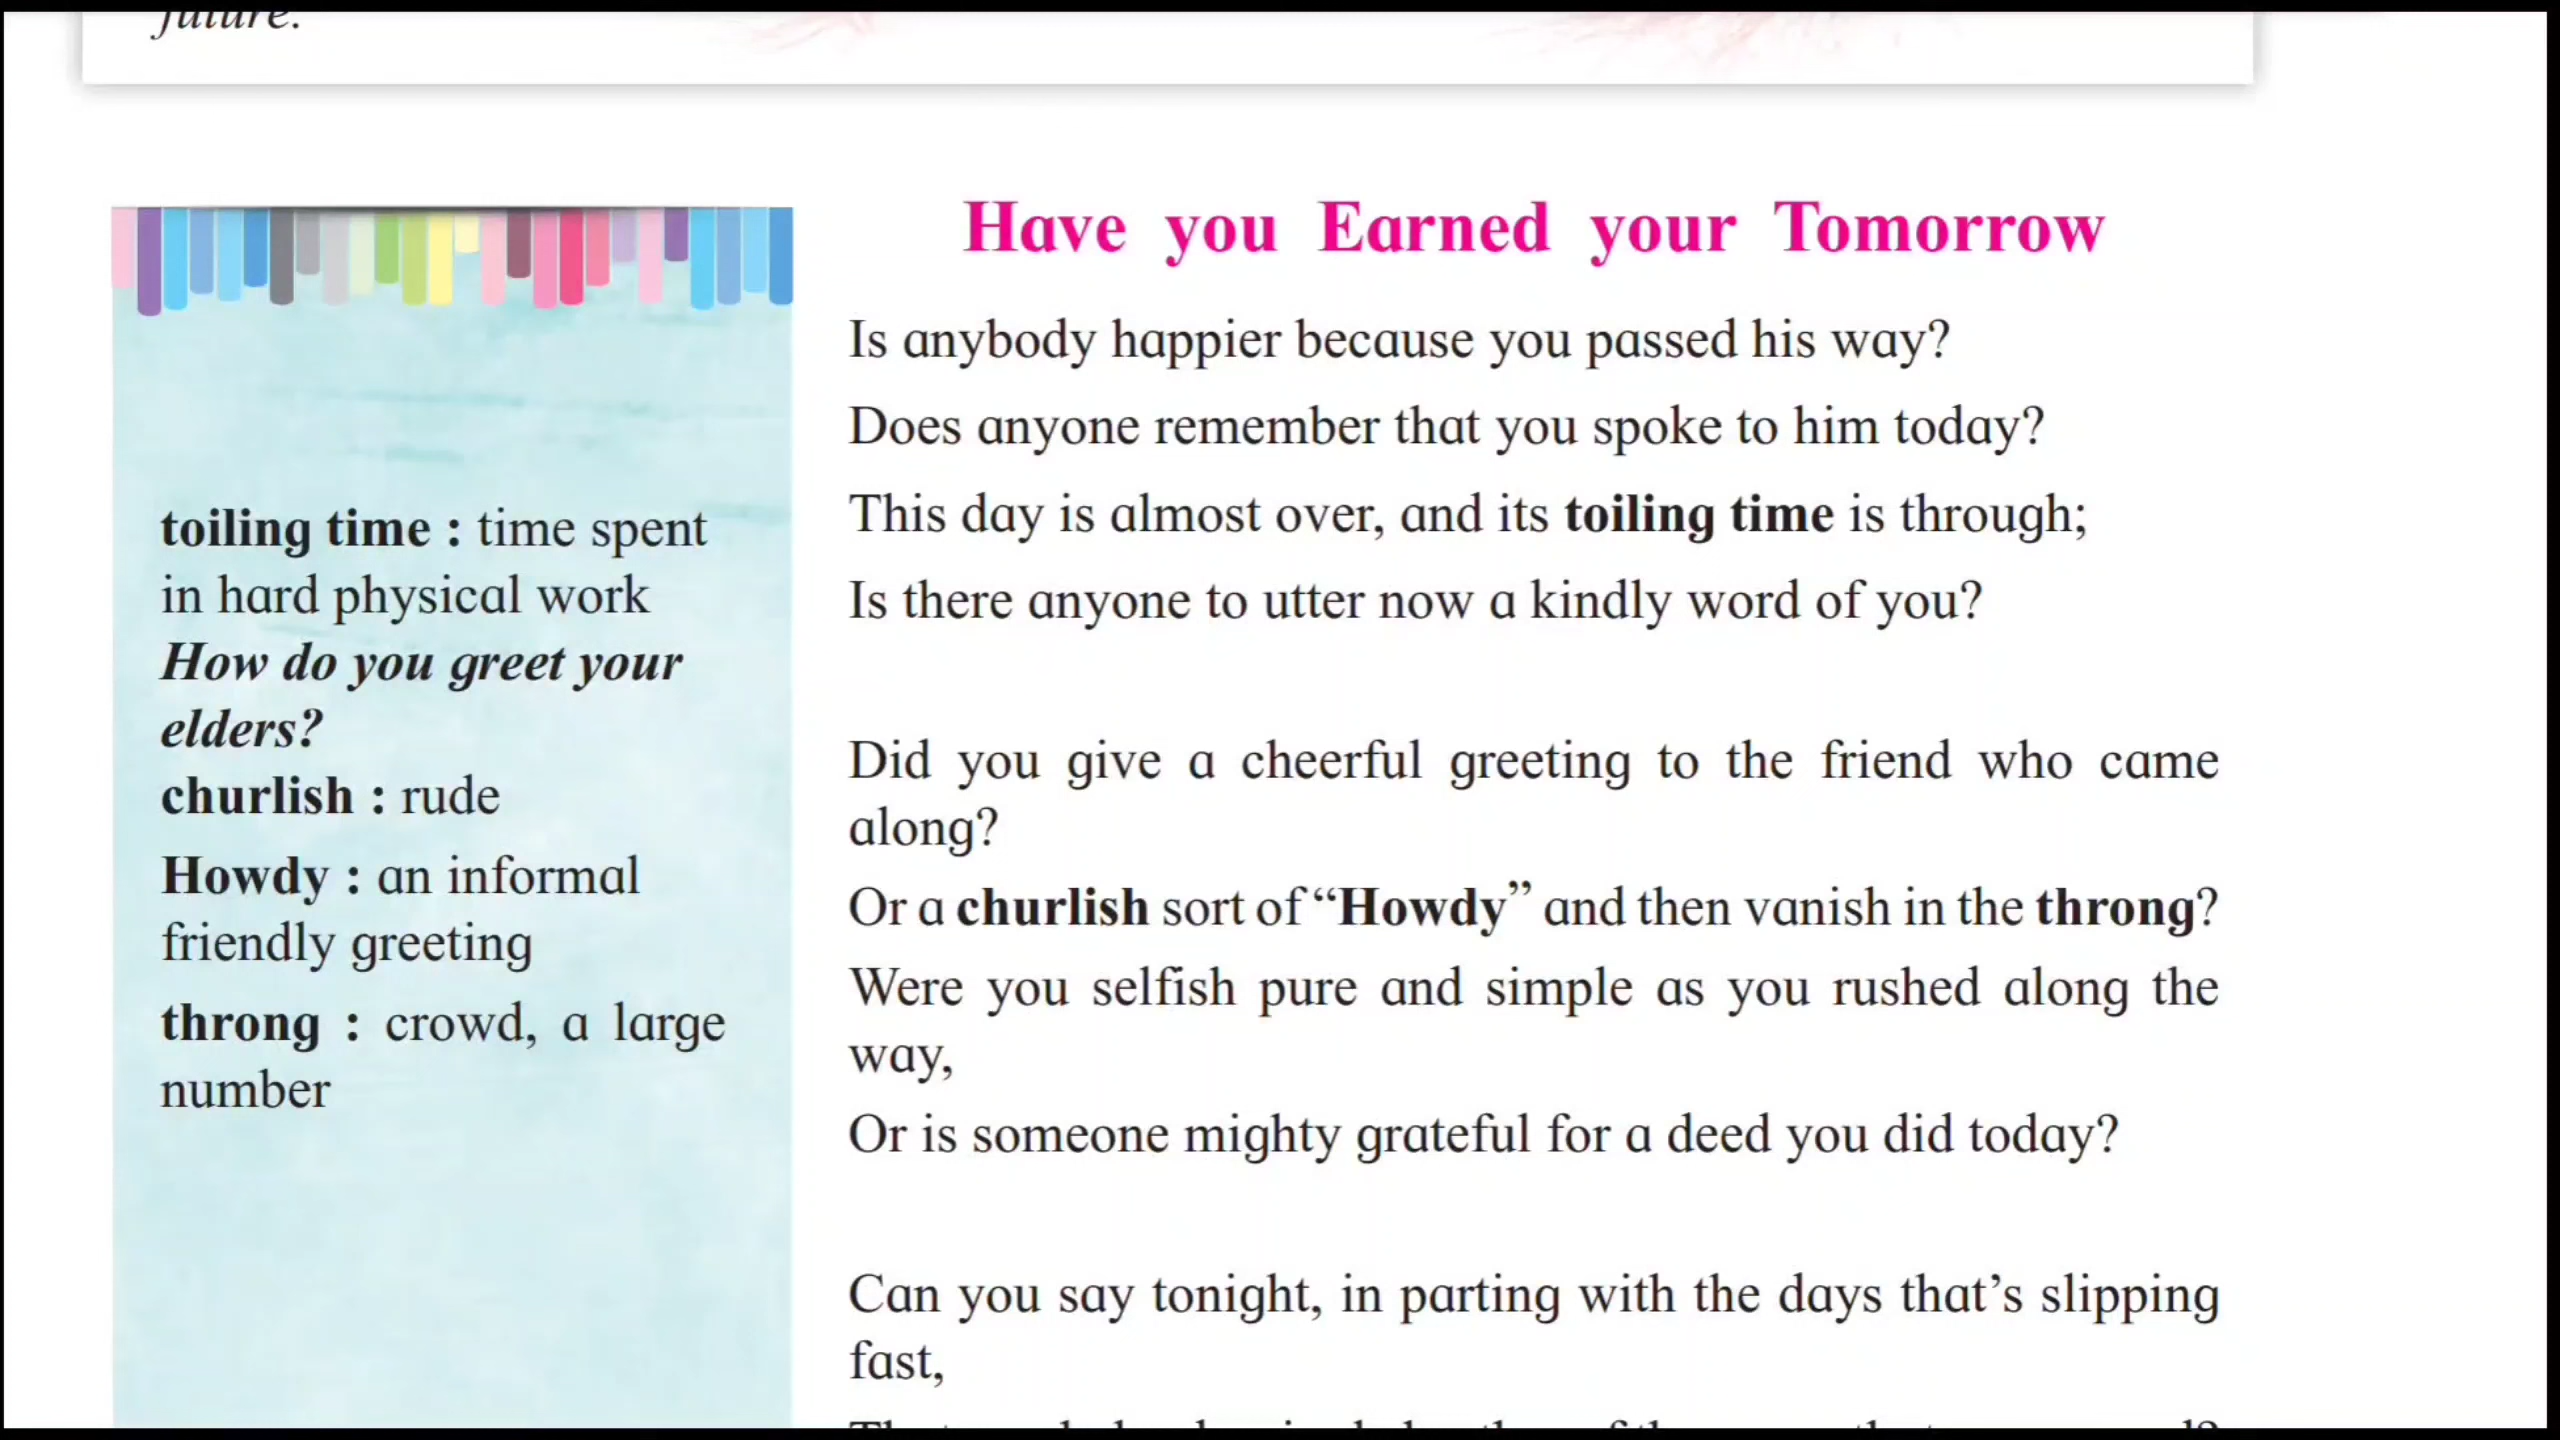 future.
Have you Earned your Tomorrow
toiling time : time spent
in hard physical work
How do you greet your
elders?
churlish : rude
Howdy : an informal
friendly greeting
throng : crowd, a large
number
Is anybody happier because you passed his way?
Does anyone remember that you spoke to him today?
This day is almost over, and its toiling time is through;
Is there anyone to utter now a kindly word of you?
Did you give a cheerful greeting to the friend who came
along?
Or a churlish sort of “Howdy” and then vanish in the throng?
Were you selfish pure and simple as you rushed along the
way,
Or is someone mighty grateful for a deed you did today?
Can you say tonight, in parting with the days that’s slipping
fast,